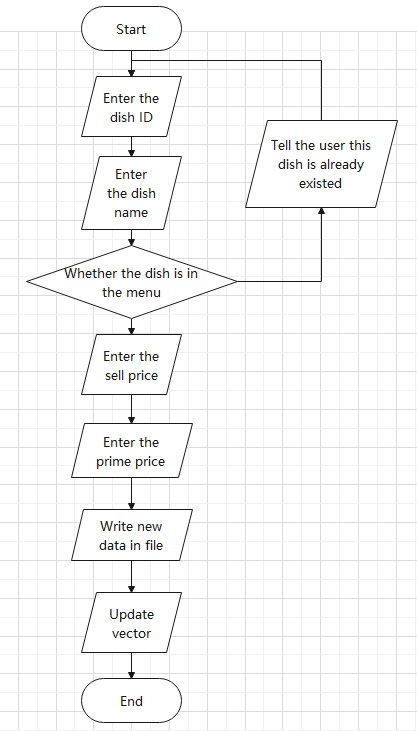 Start
Enter the
dish ID
Enter
the dish
name
Tell the user this
dish is already
existed
Whether the dish is in
the menu
Enter the
sell price
Enter the
prime price
Write new
data in file
Update
vector
End